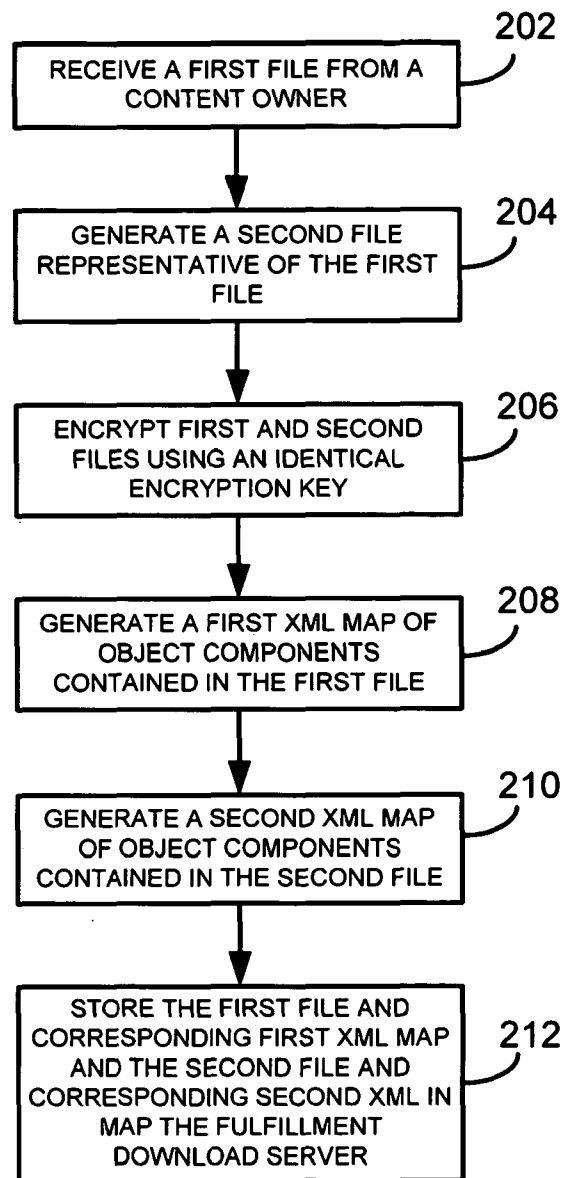 202
RECEIVE A FIRST FILE FROM A
CONTENT OWNER
204
GENERATE A SECOND FILE
REPRESENTATIVE OF THE FIRST
FILE
206
ENCRYPT FIRST AND SECOND
FILES USING AN IDENTICAL
ENCRYPTION KEY
208
GENERATE A FIRST XML MAP OF
OBJECT COMPONENTS
CONTAINED IN THE FIRST FILE
210
GENERATE A SECOND XML MAP
OF OBJECT COMPONENTS
CONTAINED IN THE SECOND FILE
212
STORE THE FIRST FILE AND
CORRESPONDING FIRST XML MAP
AND THE SECOND FILE AND
CORRESPONDING SECOND XML IN
MAP THE FULFILLMENT
DOWNLOAD SERVER